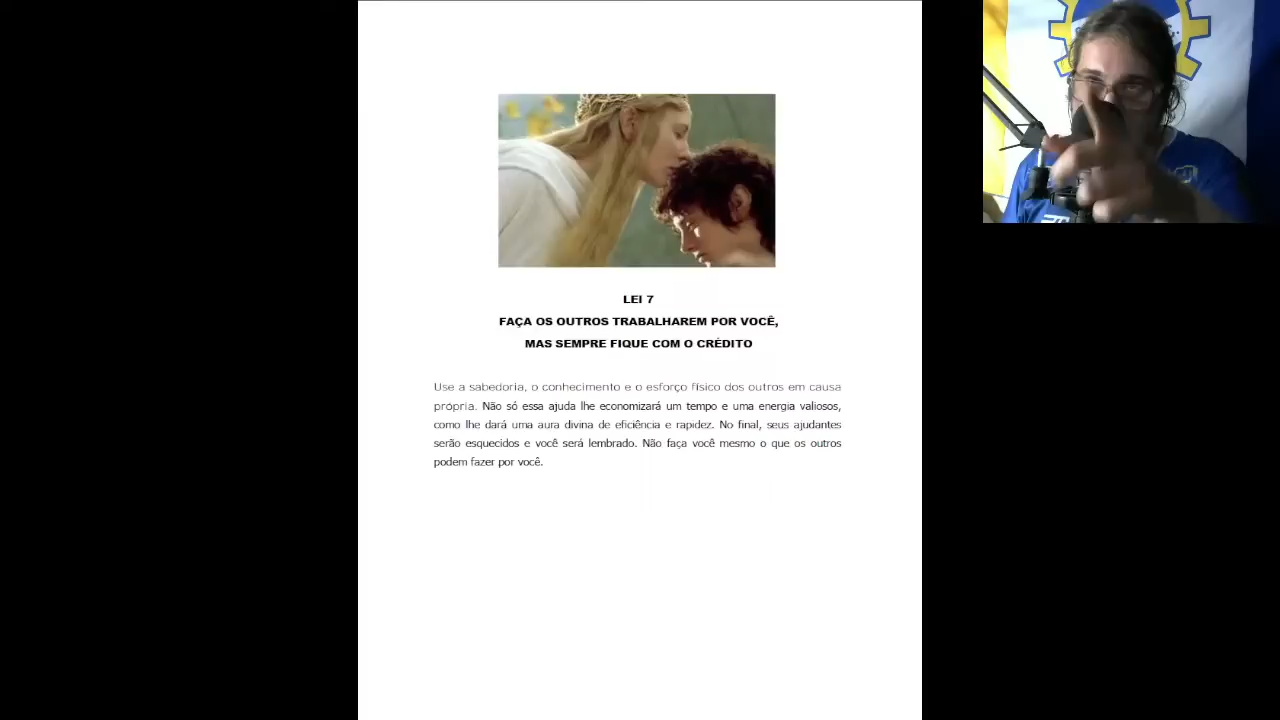 LEI 7
FAÇA OS OUTROS TRABALHAREM POR VOCÊ,
MAS SEMPRE FIQUE COM O CRÉDITO
Use a sabedoria, o conhecimento e o esforço físico dos outros em causa
própria. Não só essa ajuda lhe economizará um tempo e uma energia valiosos,
como lhe dará uma aura divina de eficiência e rapidez. No final, seus ajudantes
serão esquecidos e você será lembrado. Não faça você mesmo o que os outros
podem fazer por você.